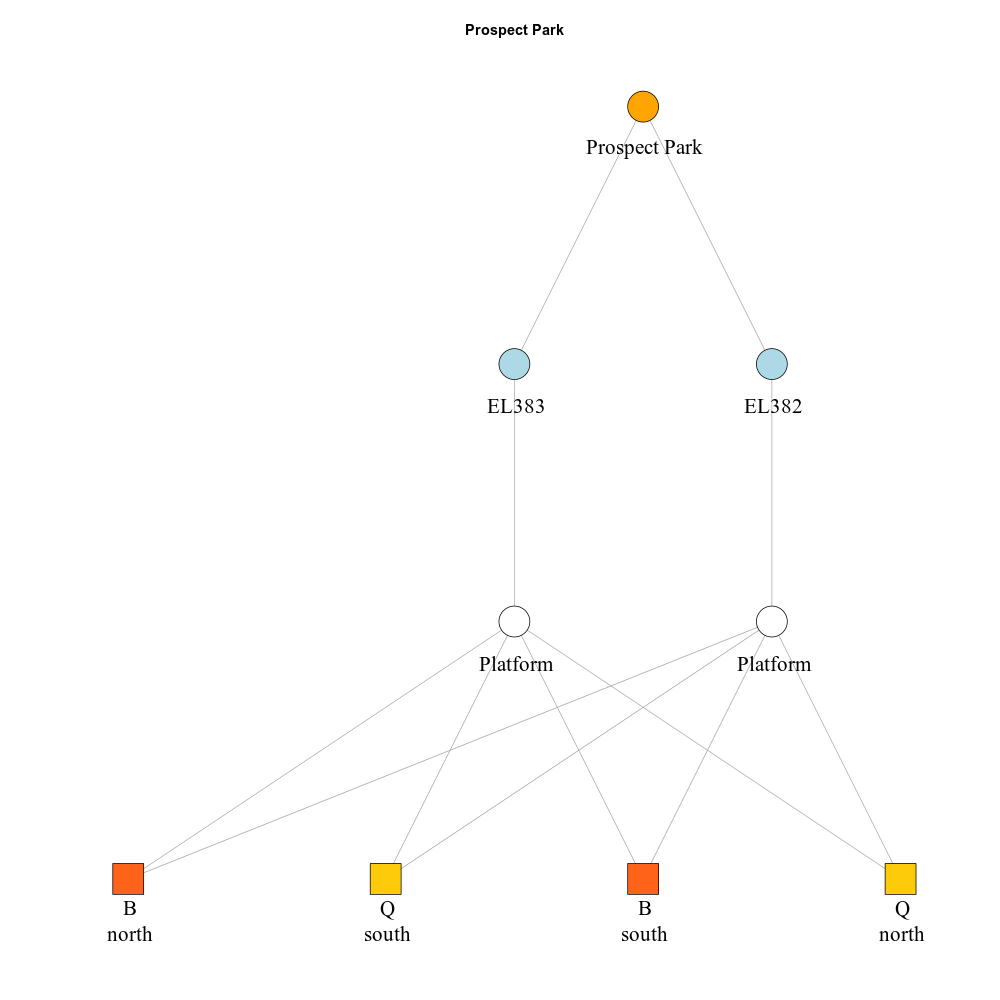 Prospect Park
Prospect Park
EL383
EL382
Platform
Platform
B
north
Q
south
B
south
Q
north